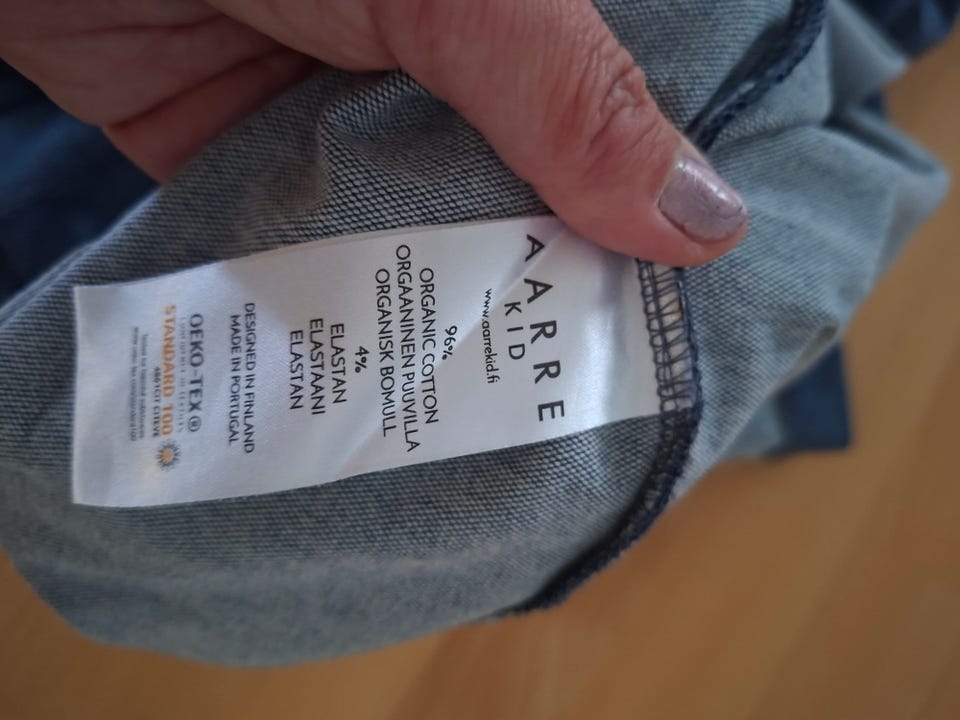 AARRE
KID
www.aarrekid.fi
96%
ORGANIC COTTON
ORGAANINEN PUUVILLA
ORGANISK BOMULL
4%
ELASTAN
ELASTAANI
ELASTAN
DESIGNED IN FINLAND
MADE IN PORTUGAL
OEKO-TEX®
STANDARD 100